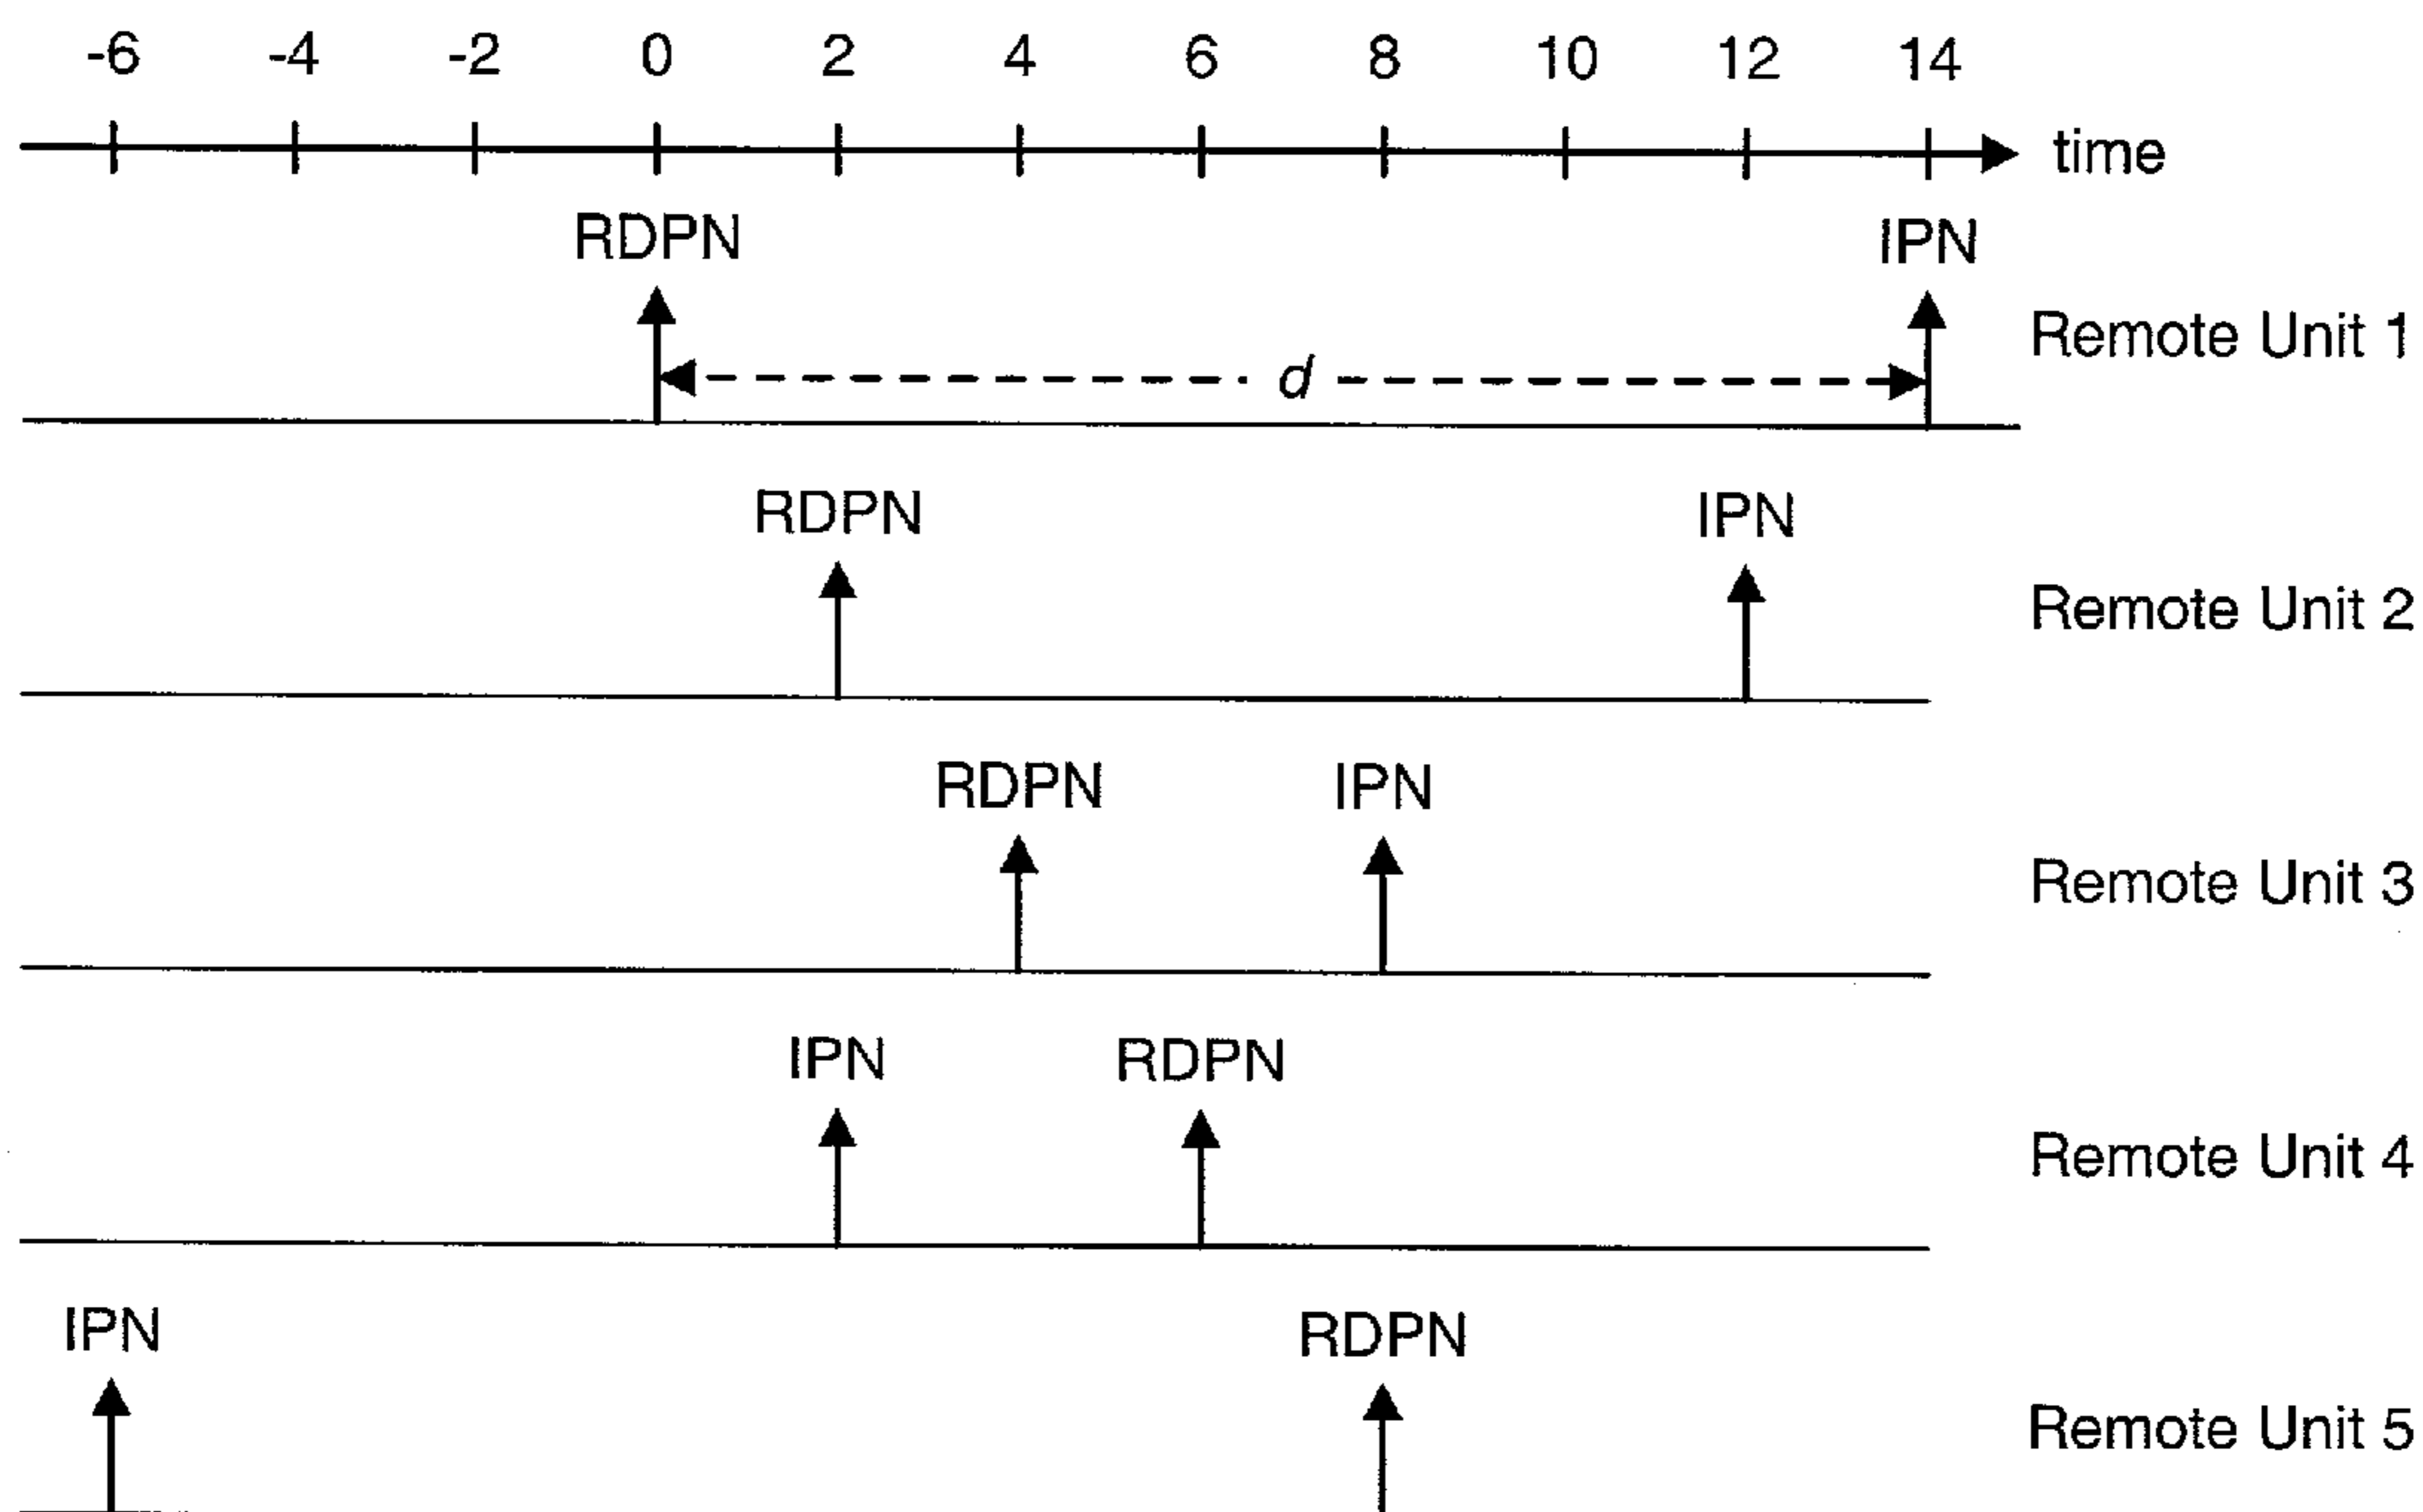 -6 -4 -2 0 2 4 6 8 10 12 14
time
RDPN IPN
Remote Unit 1
d
RDPN IPN
Remote Unit 2
RDPN IPN
Remote Unit 3
IPN RDPN
Remote Unit 4
IPN RDPN
Remote Unit 5